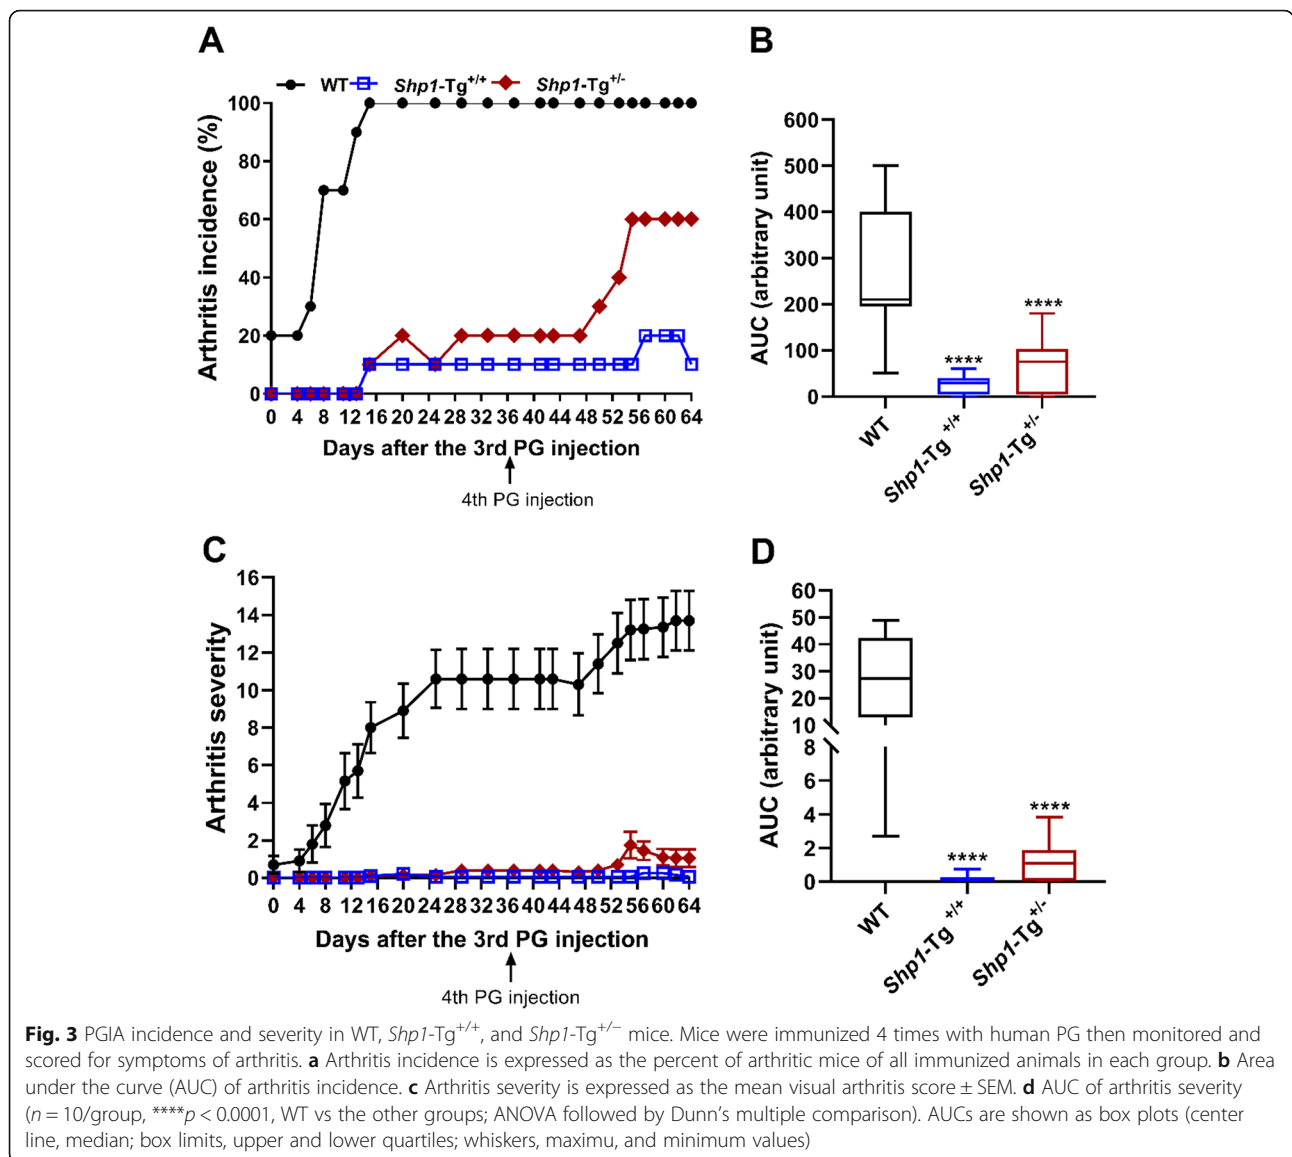 A
WT Shp1-Tg+/+ Shp1-Tg+/-
Arthritis incidence (%)
100
80
60
40
20
0
0 4 8 12 16 20 24 28 32 36 40 44 48 52 56 60 64
Days after the 3rd PG injection
4th PG injection
B
AUC (arbitrary unit)
600
500
400
300
200
100
0
****
****
WT
Shp1-Tg+/+
Shp1-Tg+/-
C
Arthritis severity
16
14
12
10
8
6
4
2
0
0 4 8 12 16 20 24 28 32 36 40 44 48 52 56 60 64
Days after the 3rd PG injection
4th PG injection
D
AUC (arbitrary unit)
60
50
40
30
20
10
8
6
4
2
0
****
****
WT
Shp1-Tg+/+
Shp1-Tg+/-
Fig. 3 PGIA incidence and severity in WT, Shp1-Tg+/+, and Shp1-Tg+/− mice. Mice were immunized 4 times with human PG then monitored and
scored for symptoms of arthritis. a Arthritis incidence is expressed as the percent of arthritic mice of all immunized animals in each group. b Area
under the curve (AUC) of arthritis incidence. c Arthritis severity is expressed as the mean visual arthritis score ± SEM. d AUC of arthritis severity
(n = 10/group, ****p < 0.0001, WT vs the other groups; ANOVA followed by Dunn's multiple comparison). AUCs are shown as box plots (center
line, median; box limits, upper and lower quartiles; whiskers, maximu, and minimum values)